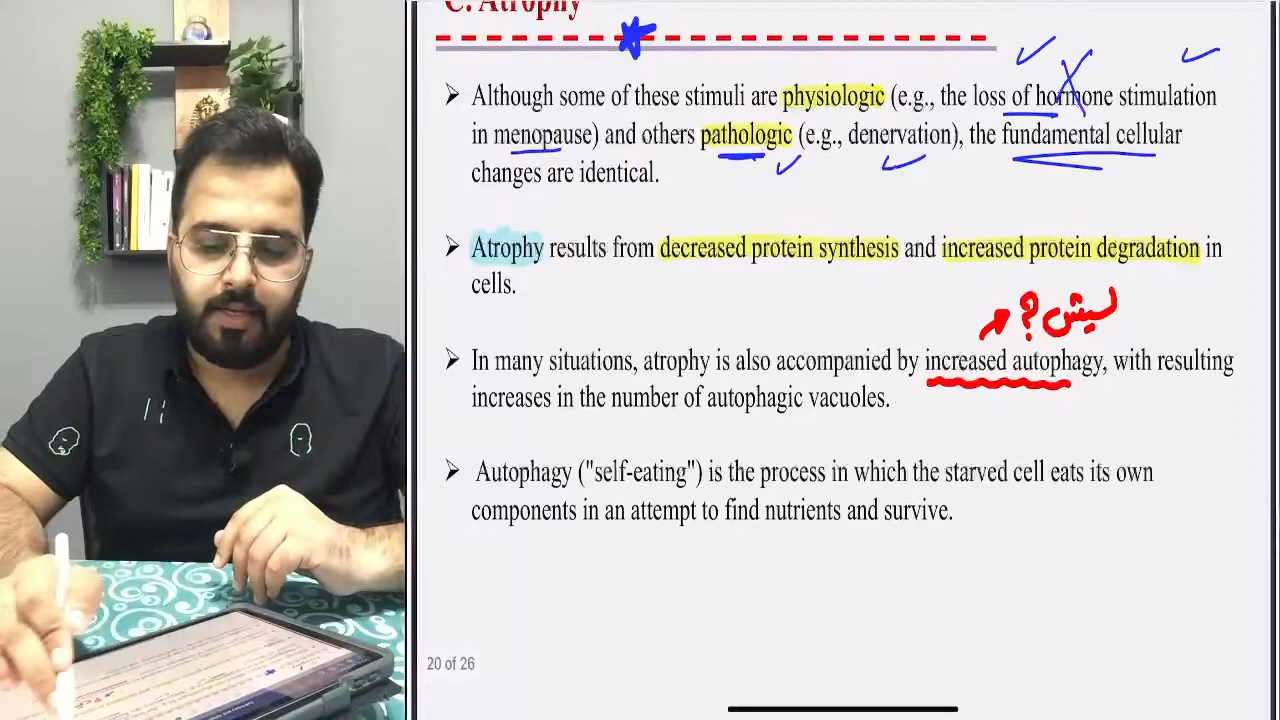 C. Atrophy
➢ Although some of these stimuli are physiologic (e.g., the loss of hormone stimulation
in menopause) and others pathologic (e.g., denervation), the fundamental cellular
changes are identical.
➢ Atrophy results from decreased protein synthesis and increased protein degradation in
cells.
ليش؟
➢ In many situations, atrophy is also accompanied by increased autophagy, with resulting
increases in the number of autophagic vacuoles.
➢ Autophagy ("self-eating") is the process in which the starved cell eats its own
components in an attempt to find nutrients and survive.
20 of 26